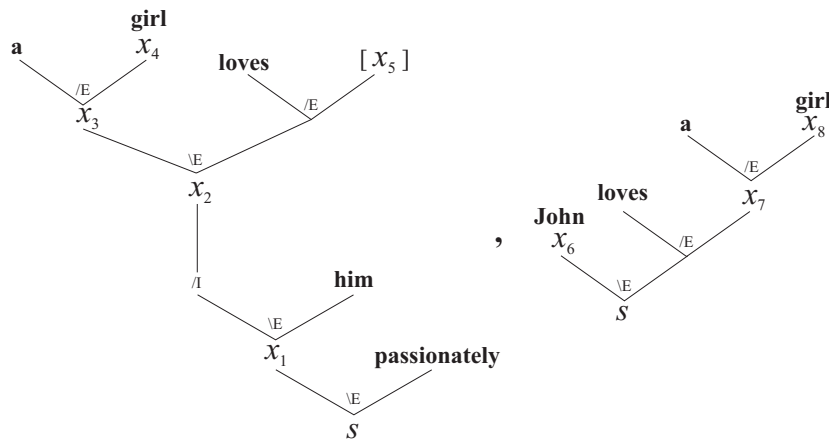 girl
a x₄ loves [ x₅ ]
/E /E
x₃
\E
x₂
/I him
\E
x₁ passionately
\E
s
,
girl
a x₈
/E
John loves x₇
x₆ /E
\E
s